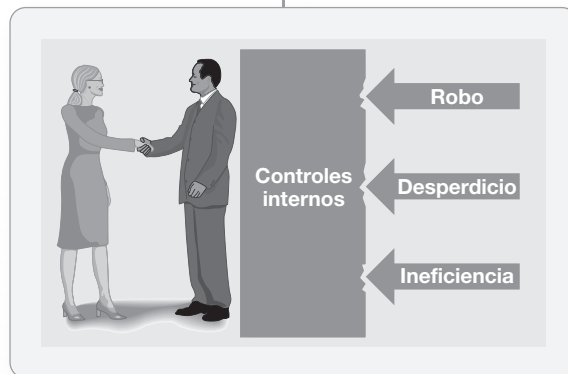 Controles
internos
Robo
Desperdicio
Ineficiencia